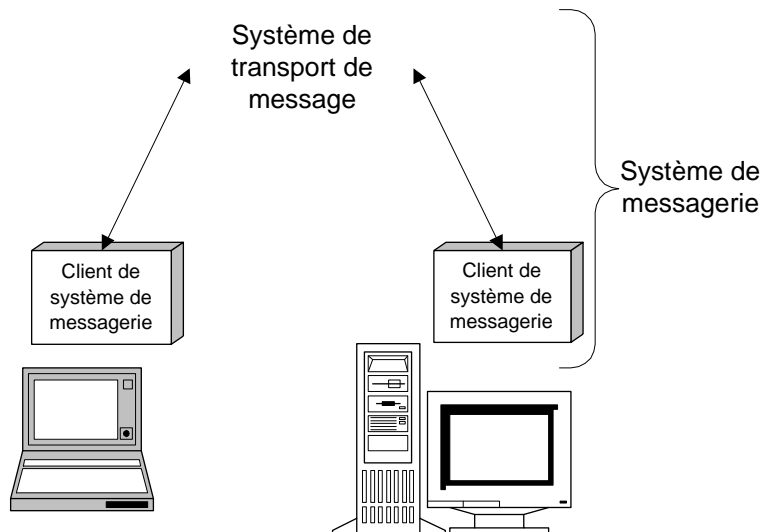 Système de
transport de
message
Système de
messagerie
Client de
système de
messagerie
Client de
système de
messagerie